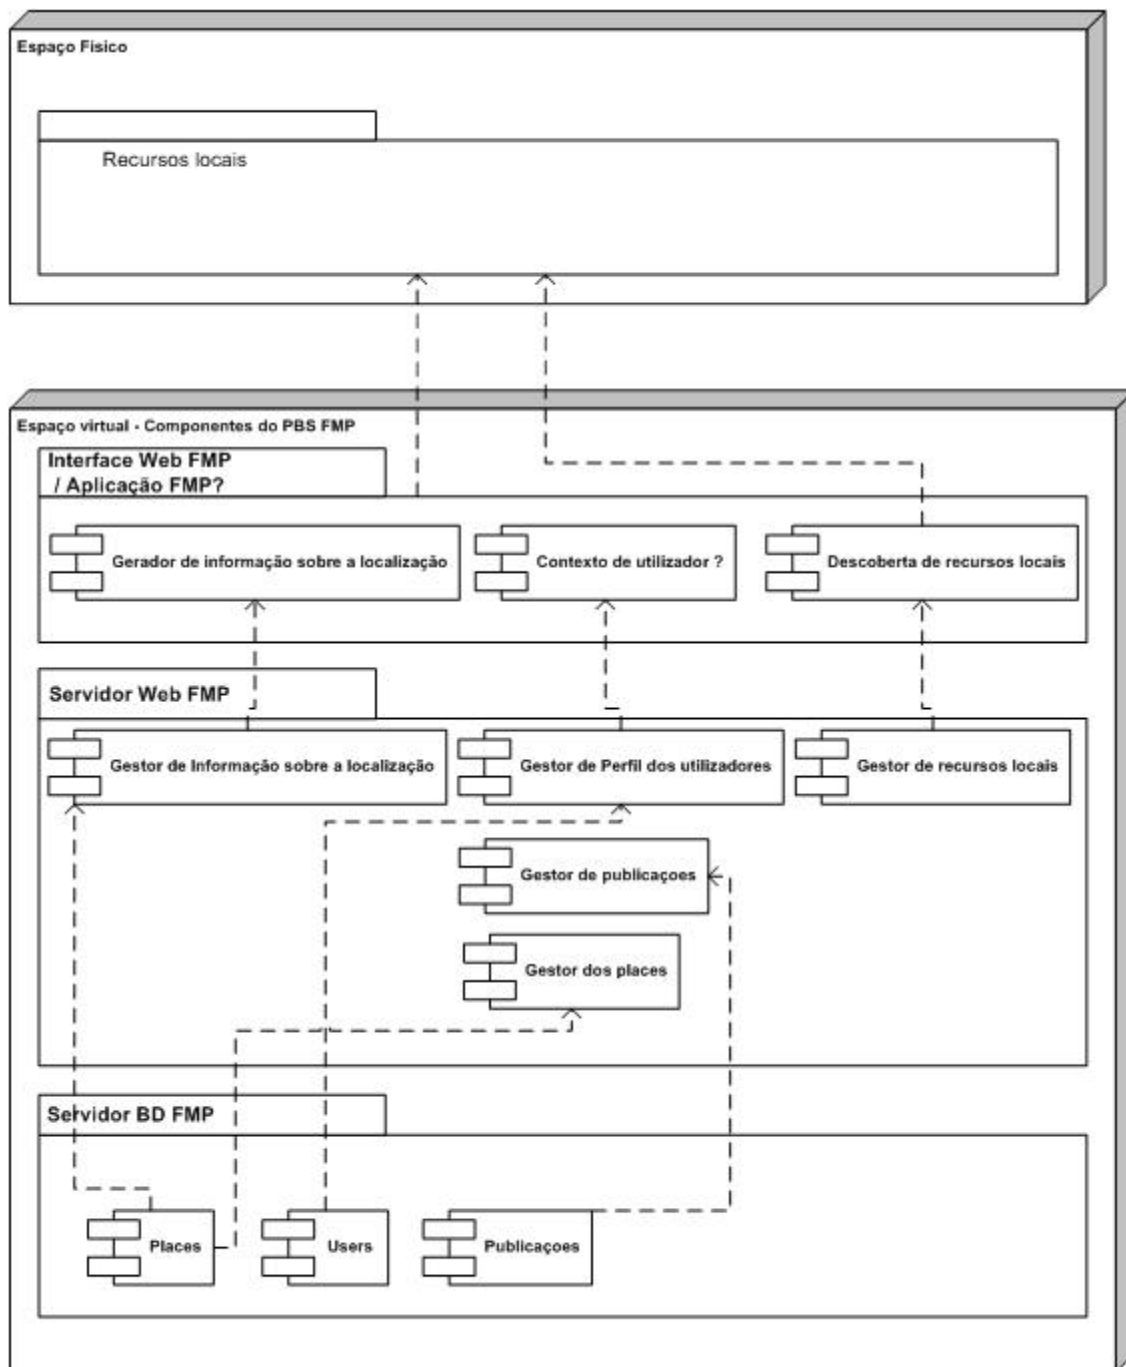 Espaço Físico
Recursos locais
Espaço virtual - Componentes do PBS FMP
Interface Web FMP
/ Aplicação FMP?
Gerador de informação sobre a localização
Contexto de utilizador ?
Descoberta de recursos locais
Servidor Web FMP
Gestor de Informação sobre a localização
Gestor de Perfil dos utilizadores
Gestor de recursos locais
Gestor de publicaçoes
Gestor dos places
Servidor BD FMP
Places
Users
Publicaçoes